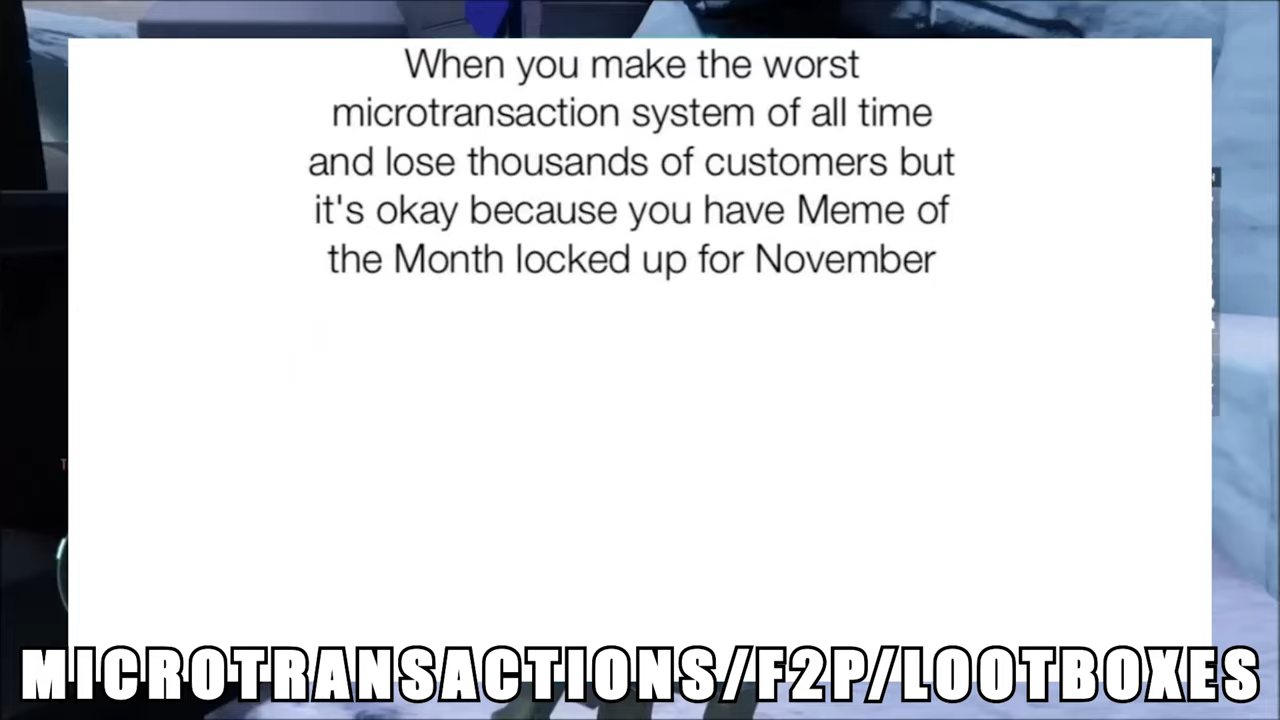 When you make the worst
microtransaction system of all time
and lose thousands of customers but
it's okay because you have Meme of
the Month locked up for November
MICROTRANSACTIONS/F2P/LOOTBOXES